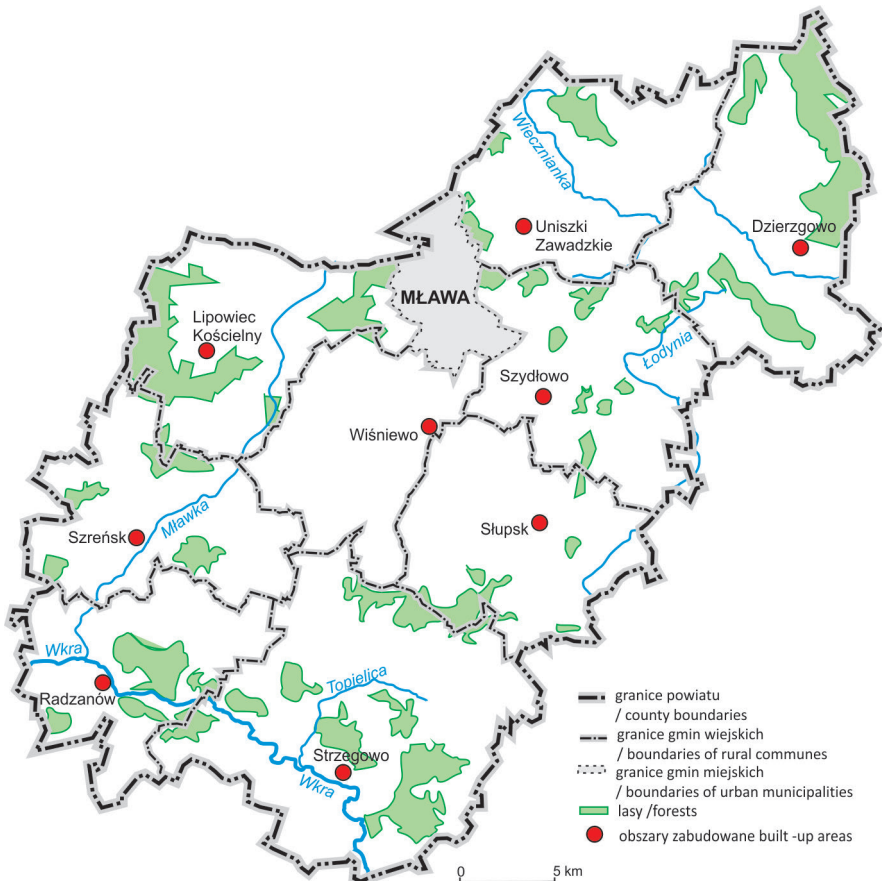 Wiecznianka
Uniszki
Zawadzkie
Dzierzgowo
MŁAWA
Lipowiec
Kościelny
Łodynia
Szydłowo
Wiśniewo
Mławka
Słupsk
Szreńsk
Wkra
Topielica
Radzanów
Strzegowo
Wkra
granice powiatu
/ county boundaries
granice gmin wiejskich
/ boundaries of rural communes
granice gmin miejskich
/ boundaries of urban municipalities
lasy /forests
obszary zabudowane built -up areas
0 5 km